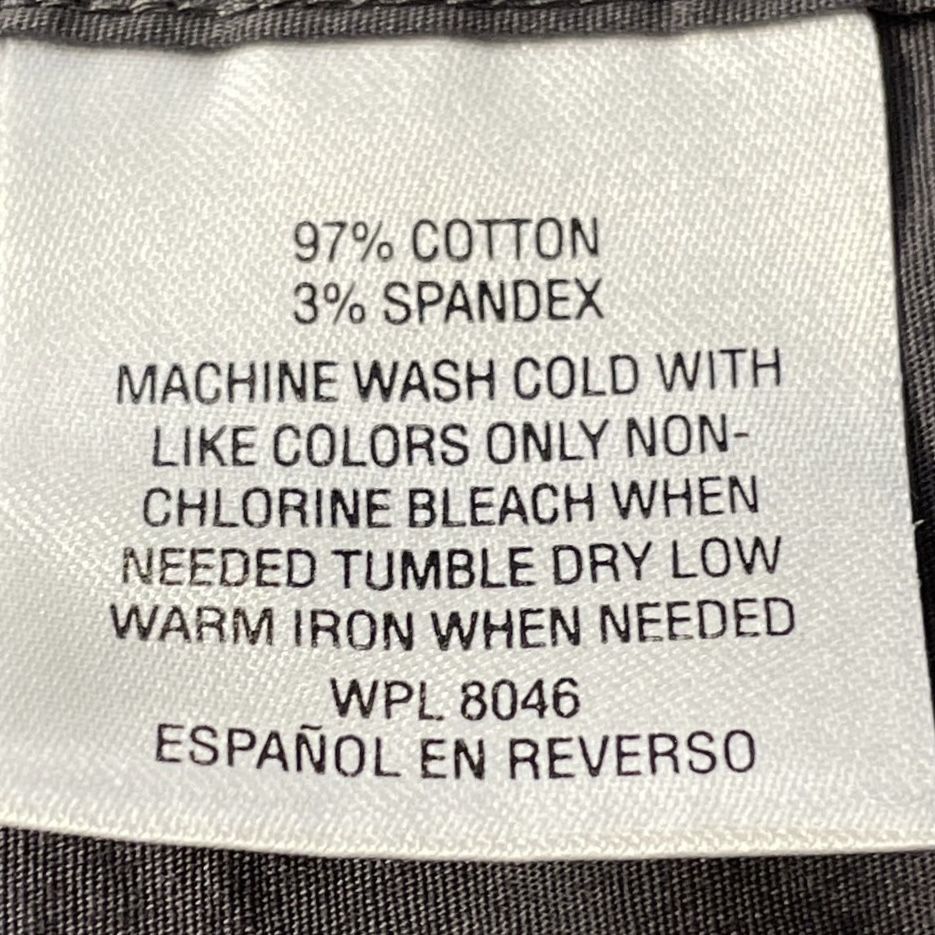 97% COTTON
3% SPANDEX
MACHINE WASH COLD WITH
LIKE COLORS ONLY NON-
CHLORINE BLEACH WHEN
NEEDED TUMBLE DRY LOW
WARM IRON WHEN NEEDED
WPL 8046
ESPAÑOL EN REVERSO